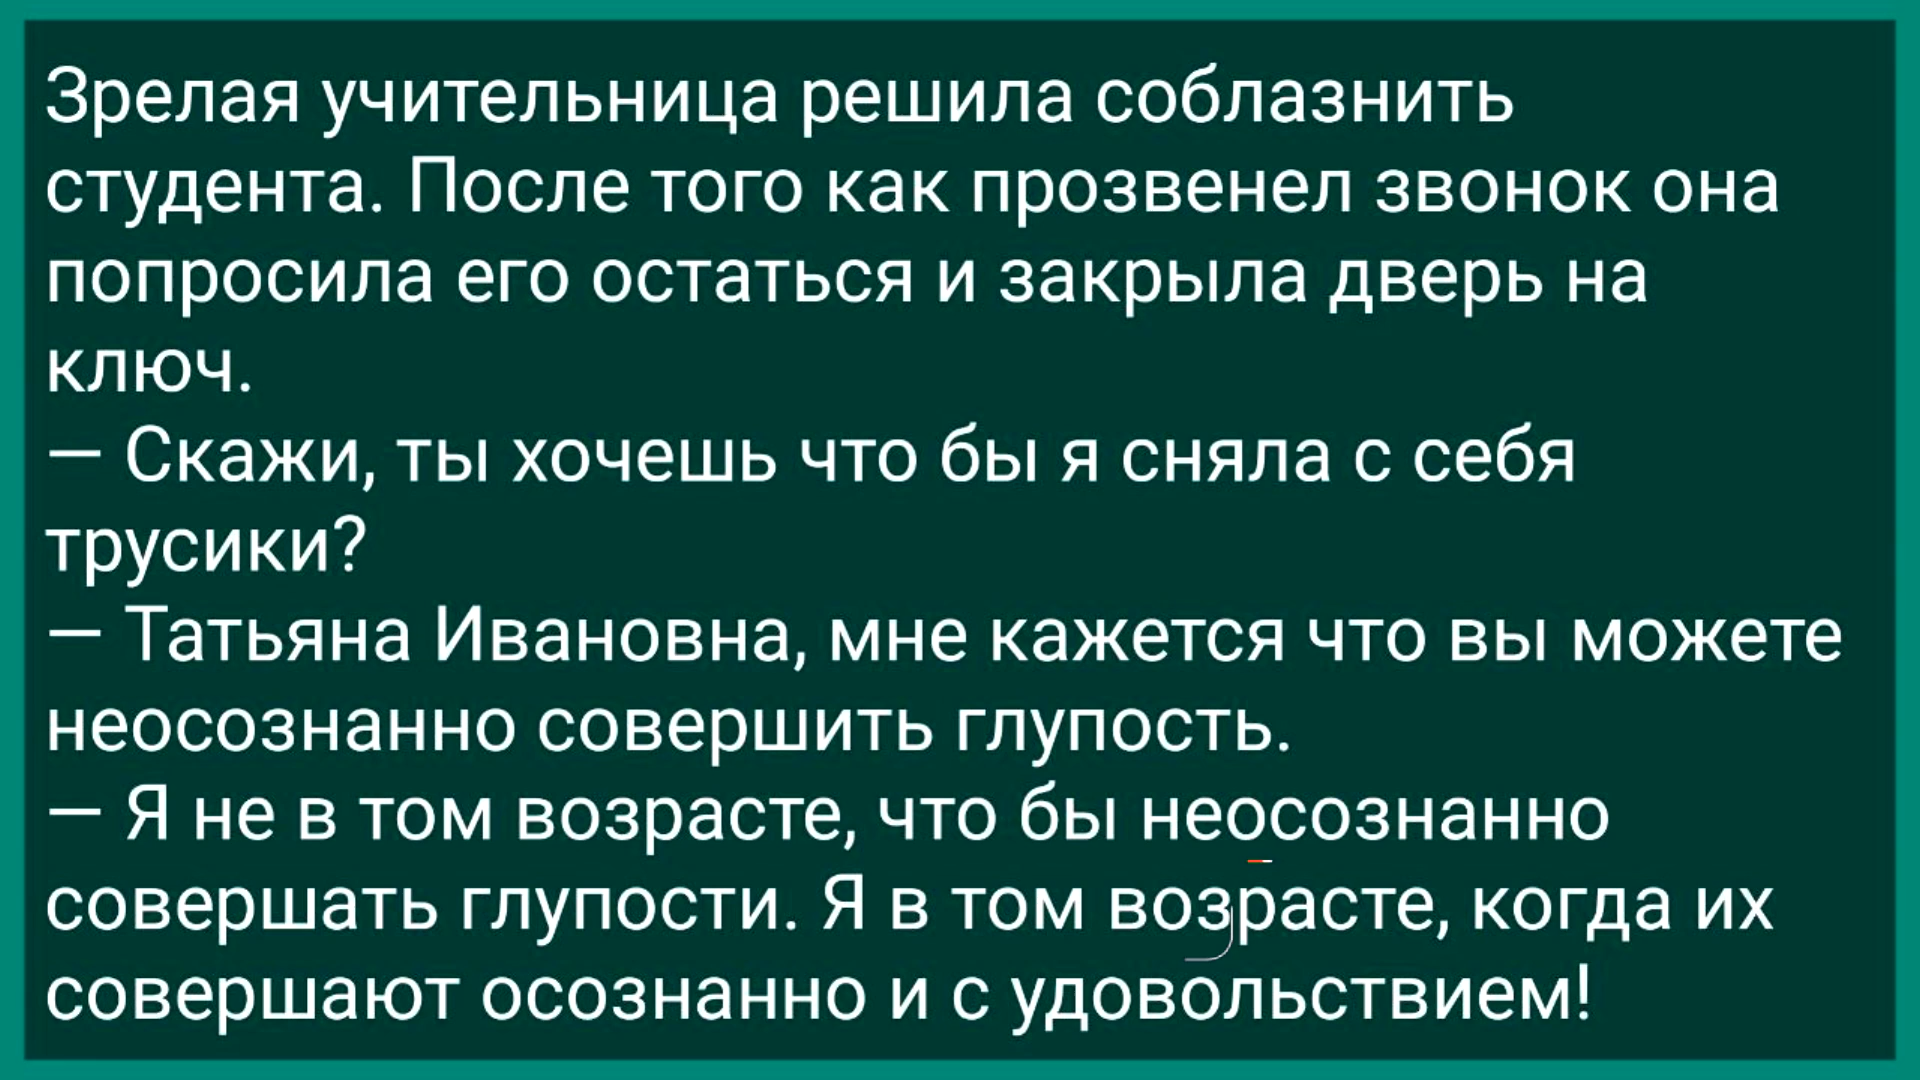 Зрелая учительница решила соблазнить
студента. После того как прозвенел звонок она
попросила его остаться и закрыла дверь на
ключ.
— Скажи, ты хочешь что бы я сняла с себя
трусики?
— Татьяна Ивановна, мне кажется что вы можете
неосознанно совершить глупость.
— Я не в том возрасте, что бы неосознанно
совершать глупости. Я в том возрасте, когда их
совершают осознанно и с удовольствием!